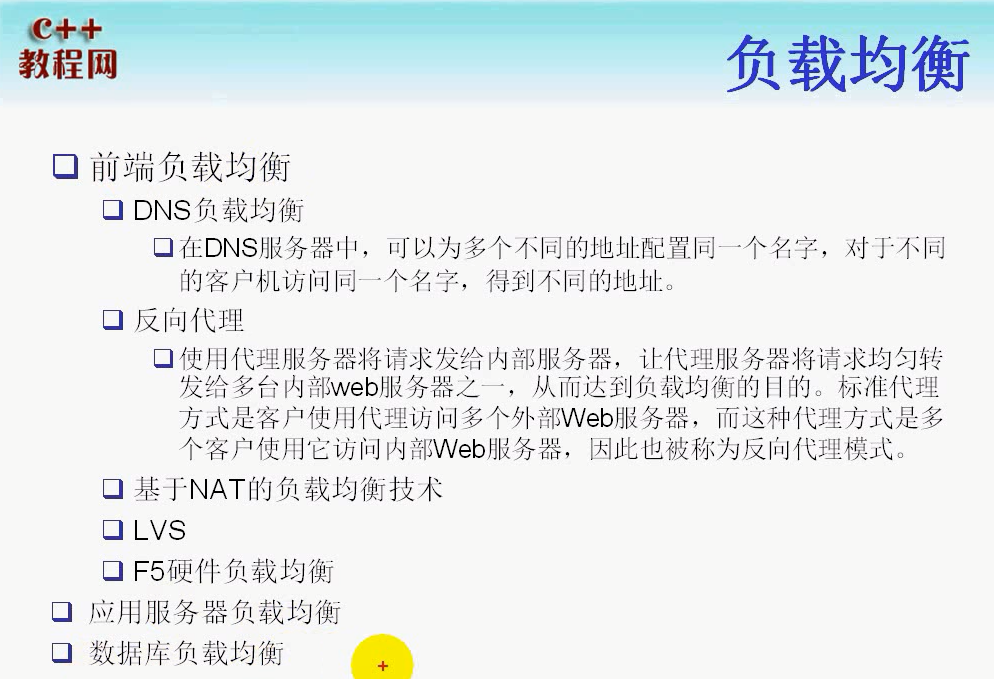 C++
教程网
负载均衡
前端负载均衡
DNS负载均衡
在DNS服务器中，可以为多个不同的地址配置同一个名字，对于不同
的客户机访问同一个名字，得到不同的地址。
反向代理
使用代理服务器将请求发给内部服务器，让代理服务器将请求均匀转
发给多台内部web服务器之一，从而达到负载均衡的目的。标准代理
方式是客户使用代理访问多个外部Web服务器，而这种代理方式是多
个客户使用它访问内部Web服务器，因此也被称为反向代理模式。
基于NAT的负载均衡技术
LVS
F5硬件负载均衡
应用服务器负载均衡
数据库负载均衡